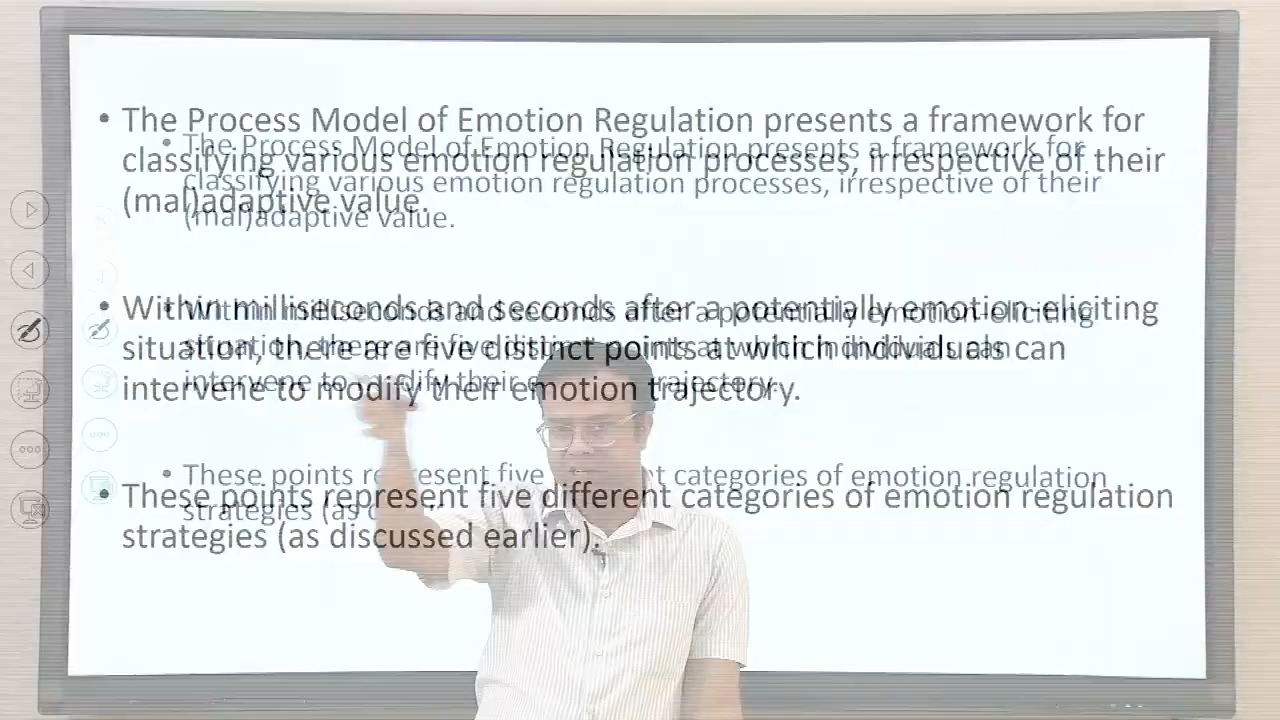 • The Process Model of Emotion Regulation presents a framework for
classifying various emotion regulation processes, irrespective of their
(mal)adaptive value.
• Within milliseconds and seconds after a potentially emotion-eliciting
situation, there are five distinct points at which individuals can
intervene to modify their emotion trajectory.
• These points represent five different categories of emotion regulation
strategies (as discussed earlier).